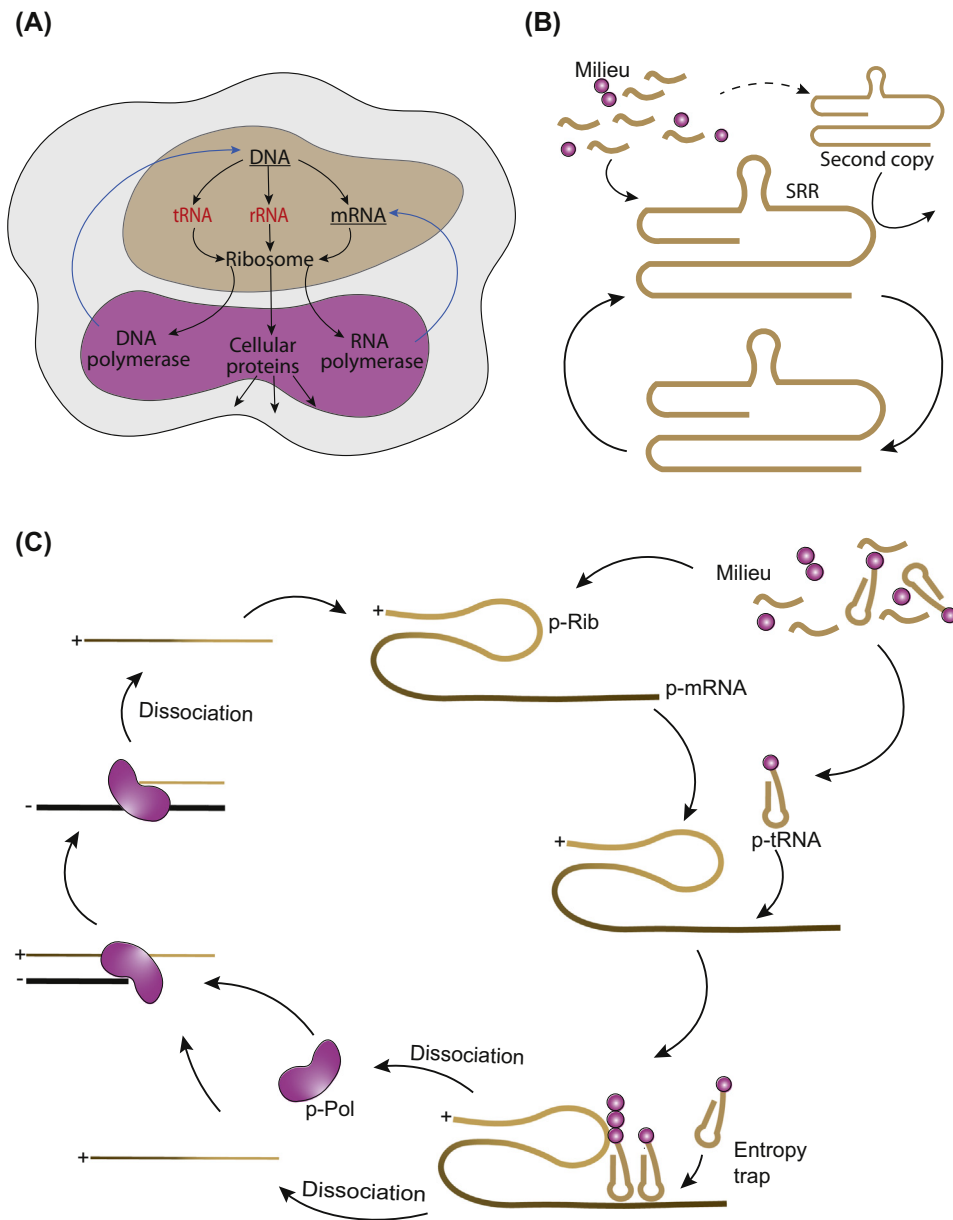 (A)
DNA
tRNA rRNA mRNA
Ribosome
DNA
polymerase
Cellular
proteins
RNA
polymerase
(B)
Milieu
Second copy
SRR
(C)
Milieu
+
p-Rib
p-mRNA
+
Dissociation
-
p-tRNA
+
+
-
Dissociation
p-Pol
+
Entropy
trap
+
Dissociation